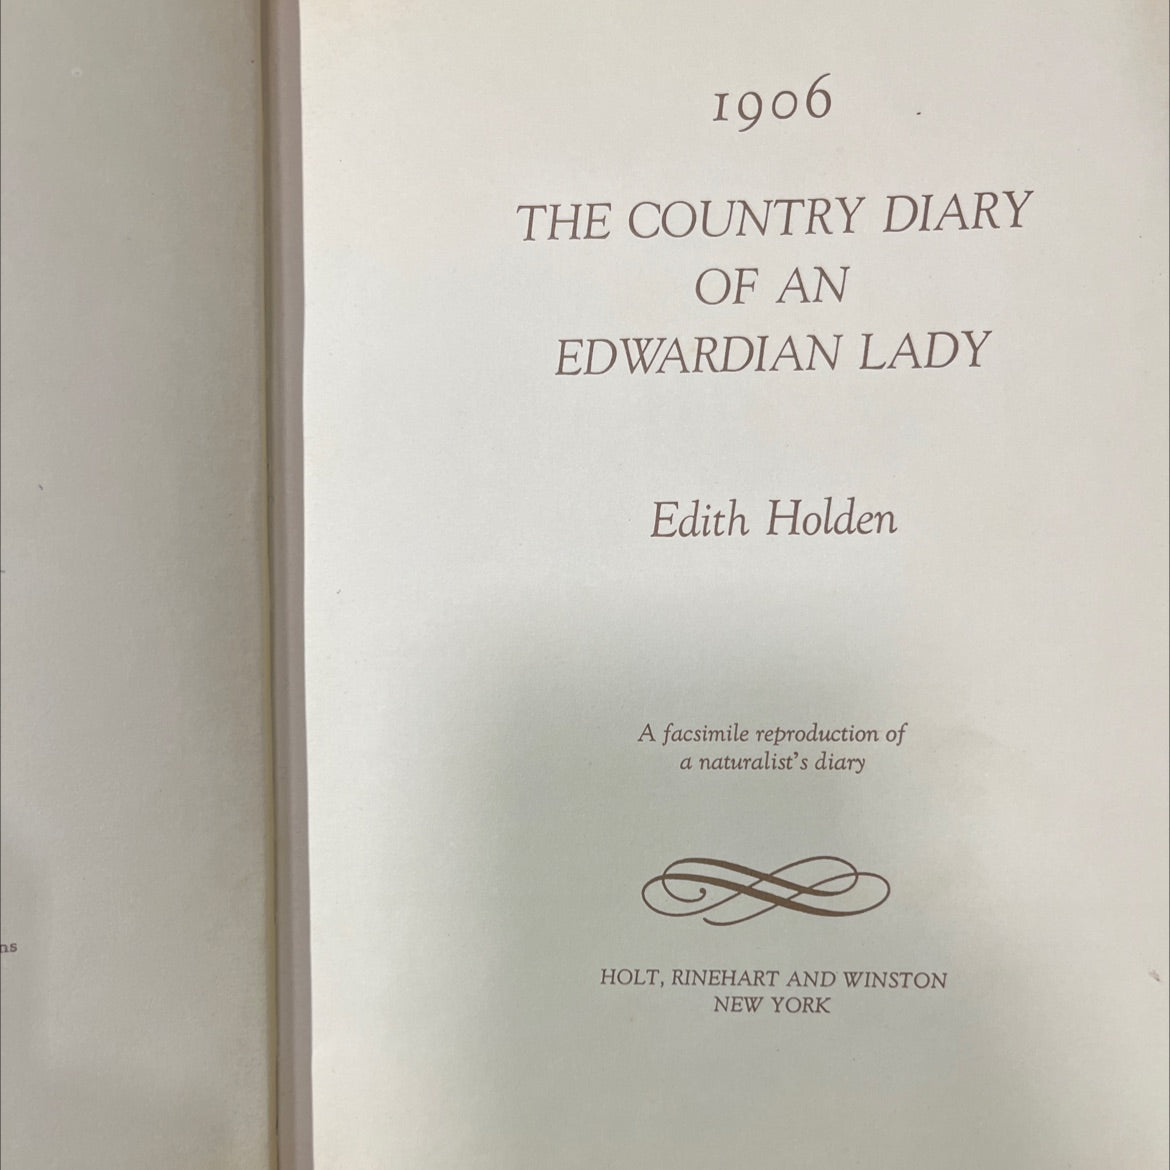 1906
THE COUNTRY DIARY
OF AN
EDWARDIAN LADY
Edith Holden
A facsimile reproduction of
a naturalist's diary
HOLT, RINEHART AND WINSTON
NEW YORK